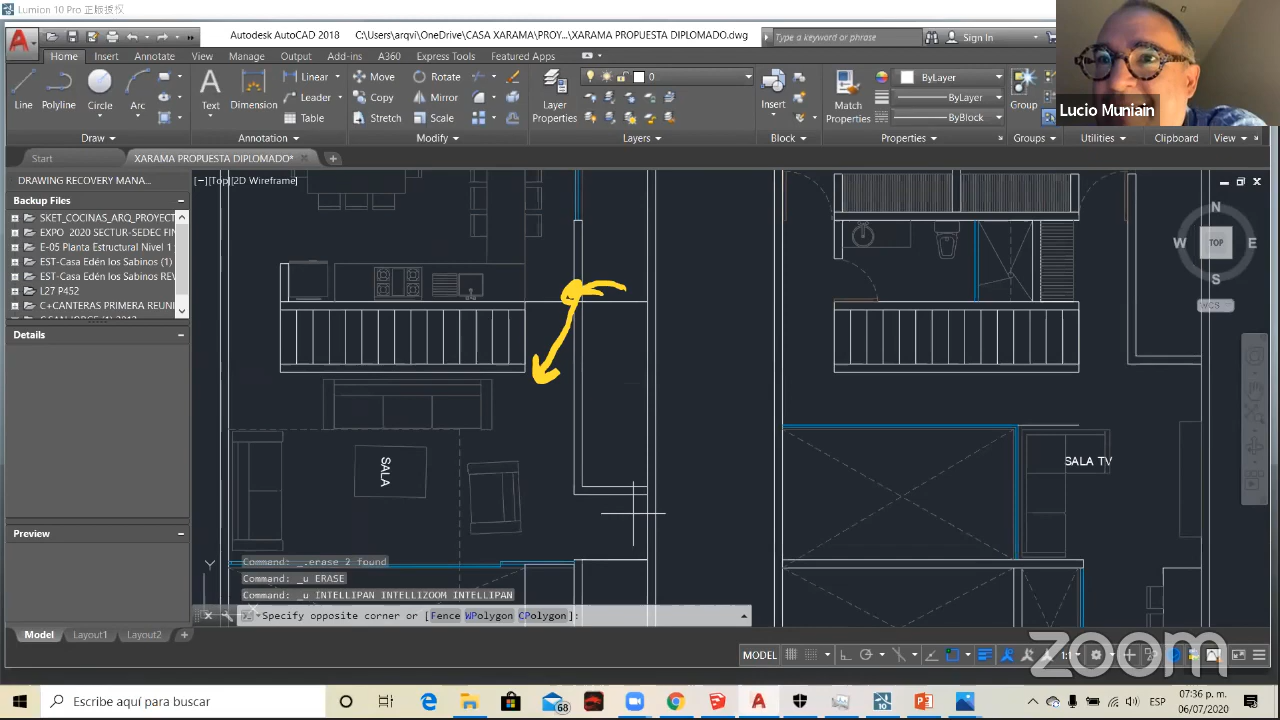 Lumion 10 Pro 正版授权
Autodesk AutoCAD 2018 C:\Users\arqvi\OneDrive\CASA XARAMA\PROY...\XARAMA PROPUESTA DIPLOMADO.dwg
Type a keyword or phrase
Sign In
Home Insert Annotate View Manage Output Add-ins A360 Express Tools Featured Apps
Line Polyline Circle Arc
Text Dimension
Linear
Leader
Table
Move Rotate
Copy Mirror
Stretch Scale
Layer Properties
0
Insert
Match Properties
ByLayer
ByLayer
ByBlock
Group
Draw Annotation Modify Layers Block Properties Groups Utilities Clipboard View
Lucio Muniain
Start XARAMA PROPUESTA DIPLOMADO*
DRAWING RECOVERY MANA...
Backup Files
SKET_COCINAS_ARQ_PROYECT
EXPO 2020 SECTUR-SEDECFIN
E-05 Planta Estructural Nivel 1
EST-Casa Edén los Sabinos (1)
EST-Casa Edén los Sabinos REV
L27 P452
C+CANTERAS PRIMERA REUNI
Details
Preview
[−][Top][2D Wireframe]
N
W TOP E
S
WCS
SALA
SALA TV
Y
Command: _.erase 2 found
Command: _u ERASE
Command: _u INTELLIPAN INTELLIZOOM INTELLIPAN
Specify opposite corner or [Fence WPolygon CPolygon]:
Model Layout1 Layout2
MODEL
1:1
zoom
Escribe aquí para buscar
68
10
ESP
07:36 p. m.
06/07/2020